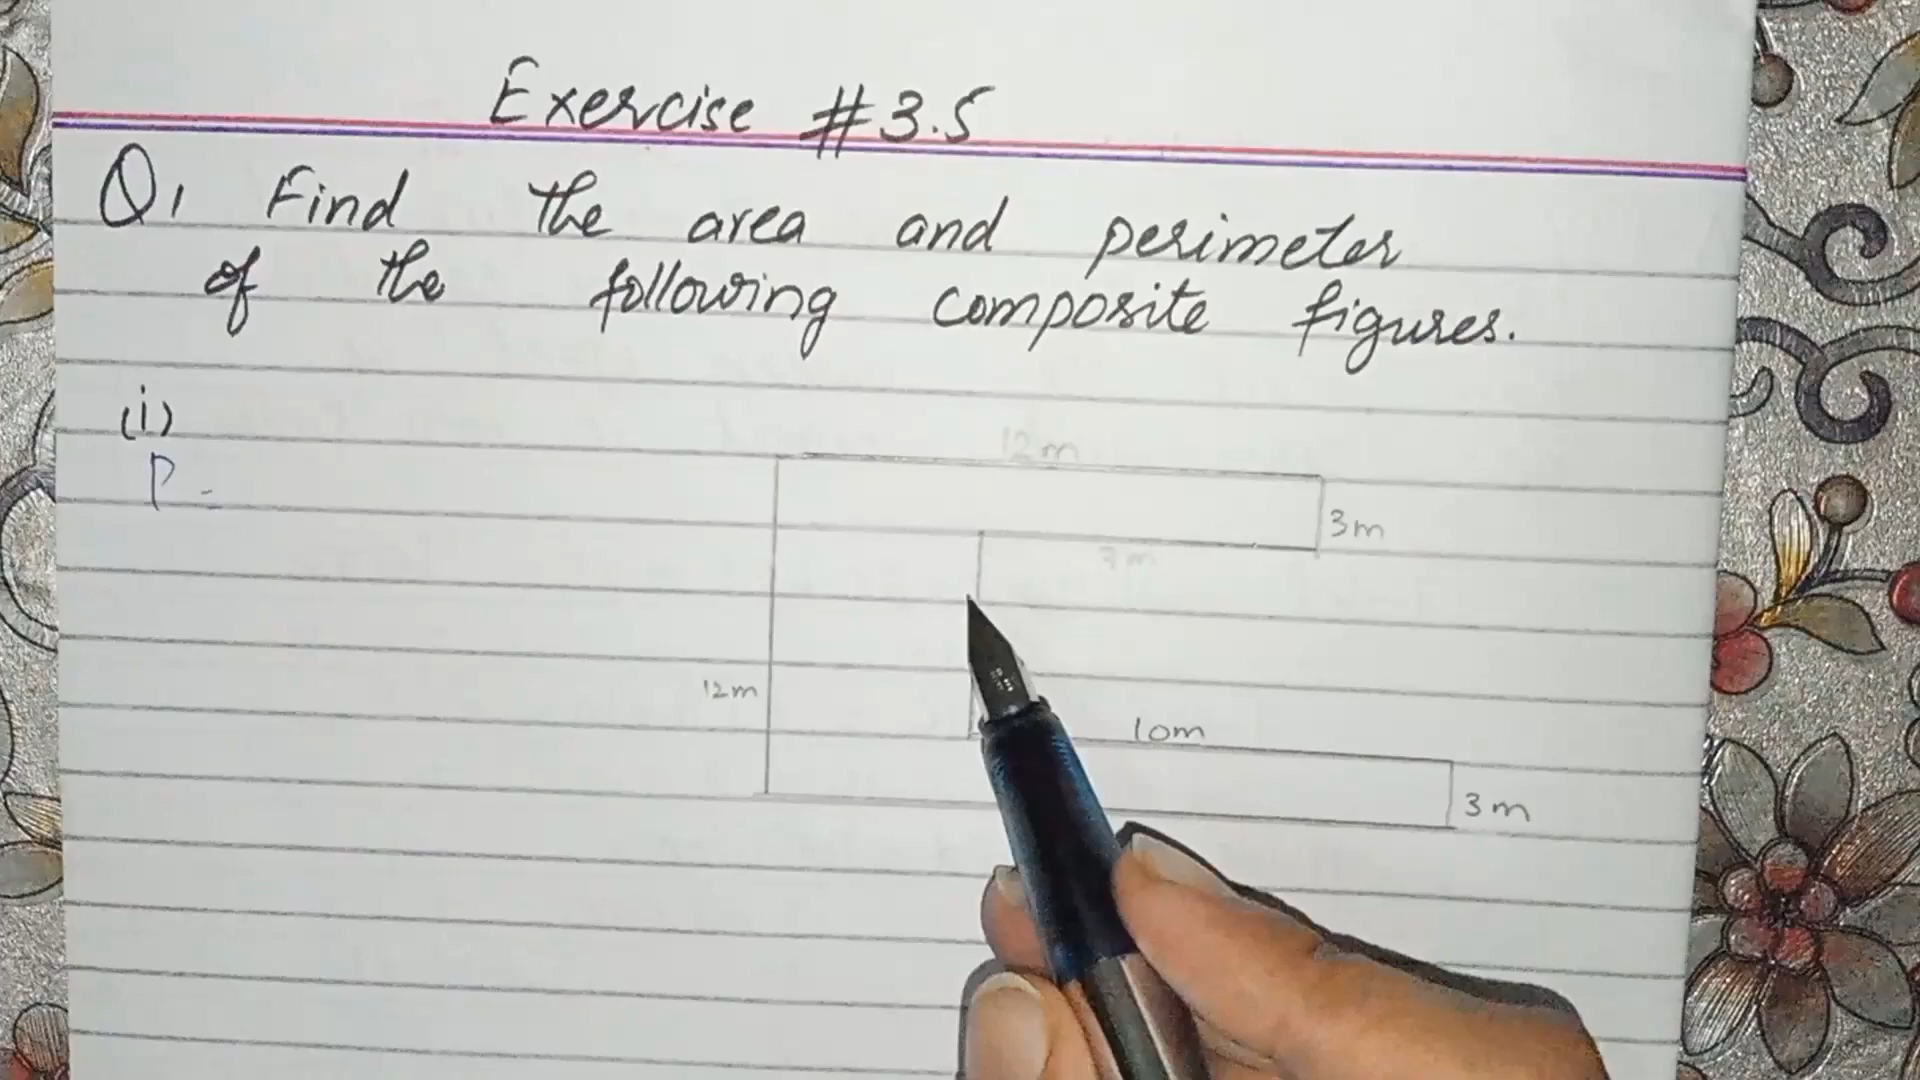 Exercise #3.5
Q1 Find the area and perimeter
of the following composite figures.
(i)
P =
12m
3m
7m
12m
10m
3m